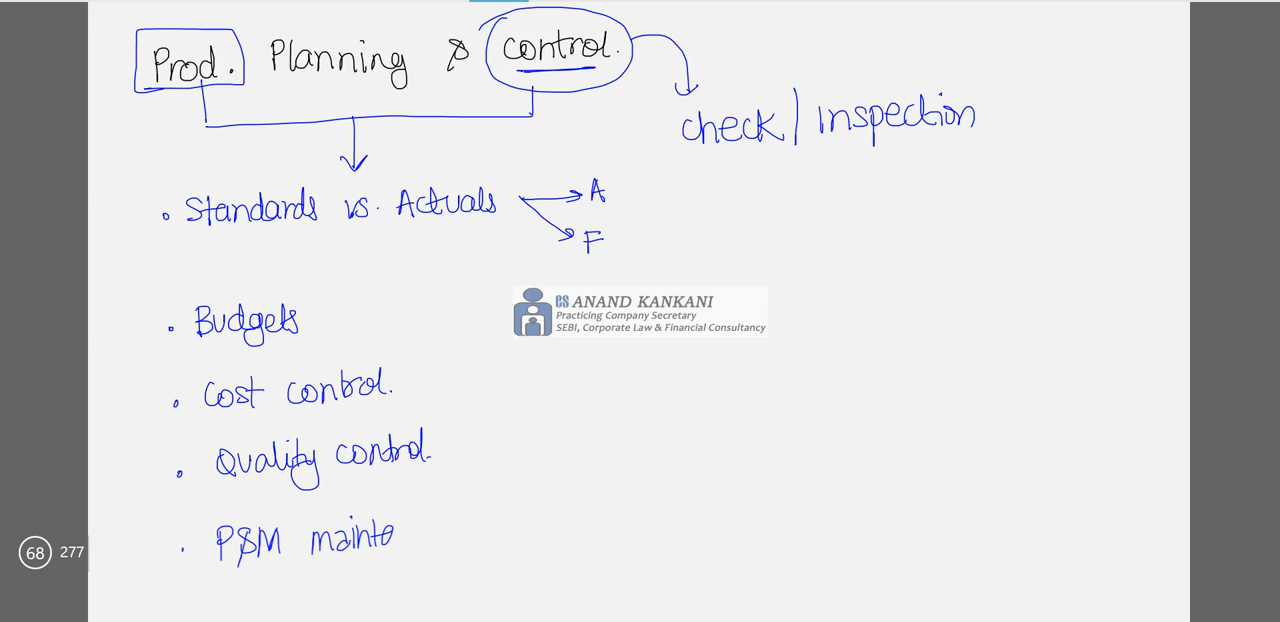 Prod. Planning & control.
check/Inspection
• Standards vs. Actuals
A
F
CS ANAND KANKANI
Practicing Company Secretary
SEBI, Corporate Law & Financial Consultancy
• Budgets
• Cost control.
• Quality control.
• P&M mainte
68 277